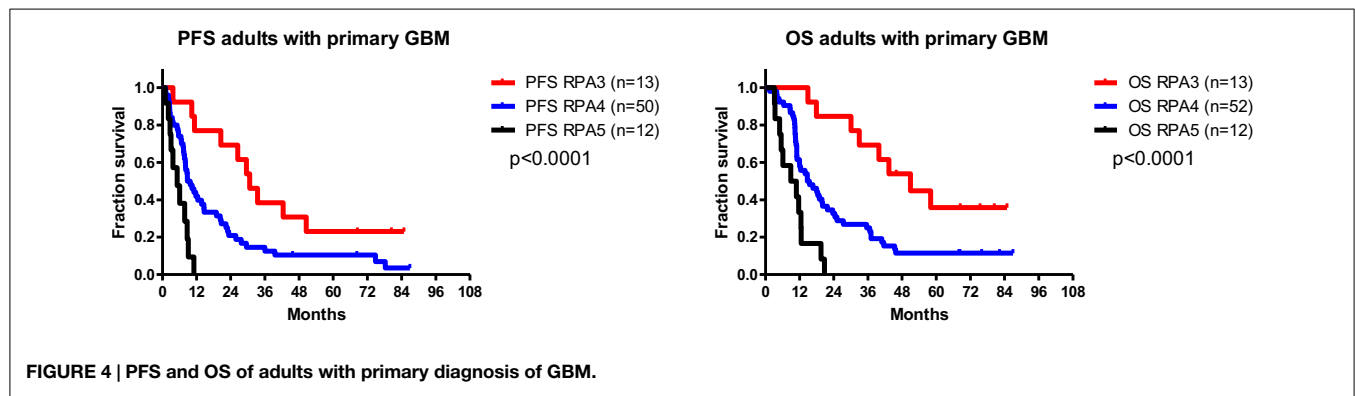 PFS adults with primary GBM
1.0
0.8
0.6
0.4
0.2
0.0
Fraction survival
0 12 24 36 48 60 72 84 96 108
Months
PFS RPA3 (n=13)
PFS RPA4 (n=50)
PFS RPA5 (n=12)
p<0.0001
OS adults with primary GBM
1.0
0.8
0.6
0.4
0.2
0.0
Fraction survival
0 12 24 36 48 60 72 84 96 108
Months
OS RPA3 (n=13)
OS RPA4 (n=52)
OS RPA5 (n=12)
p<0.0001
FIGURE 4 | PFS and OS of adults with primary diagnosis of GBM.